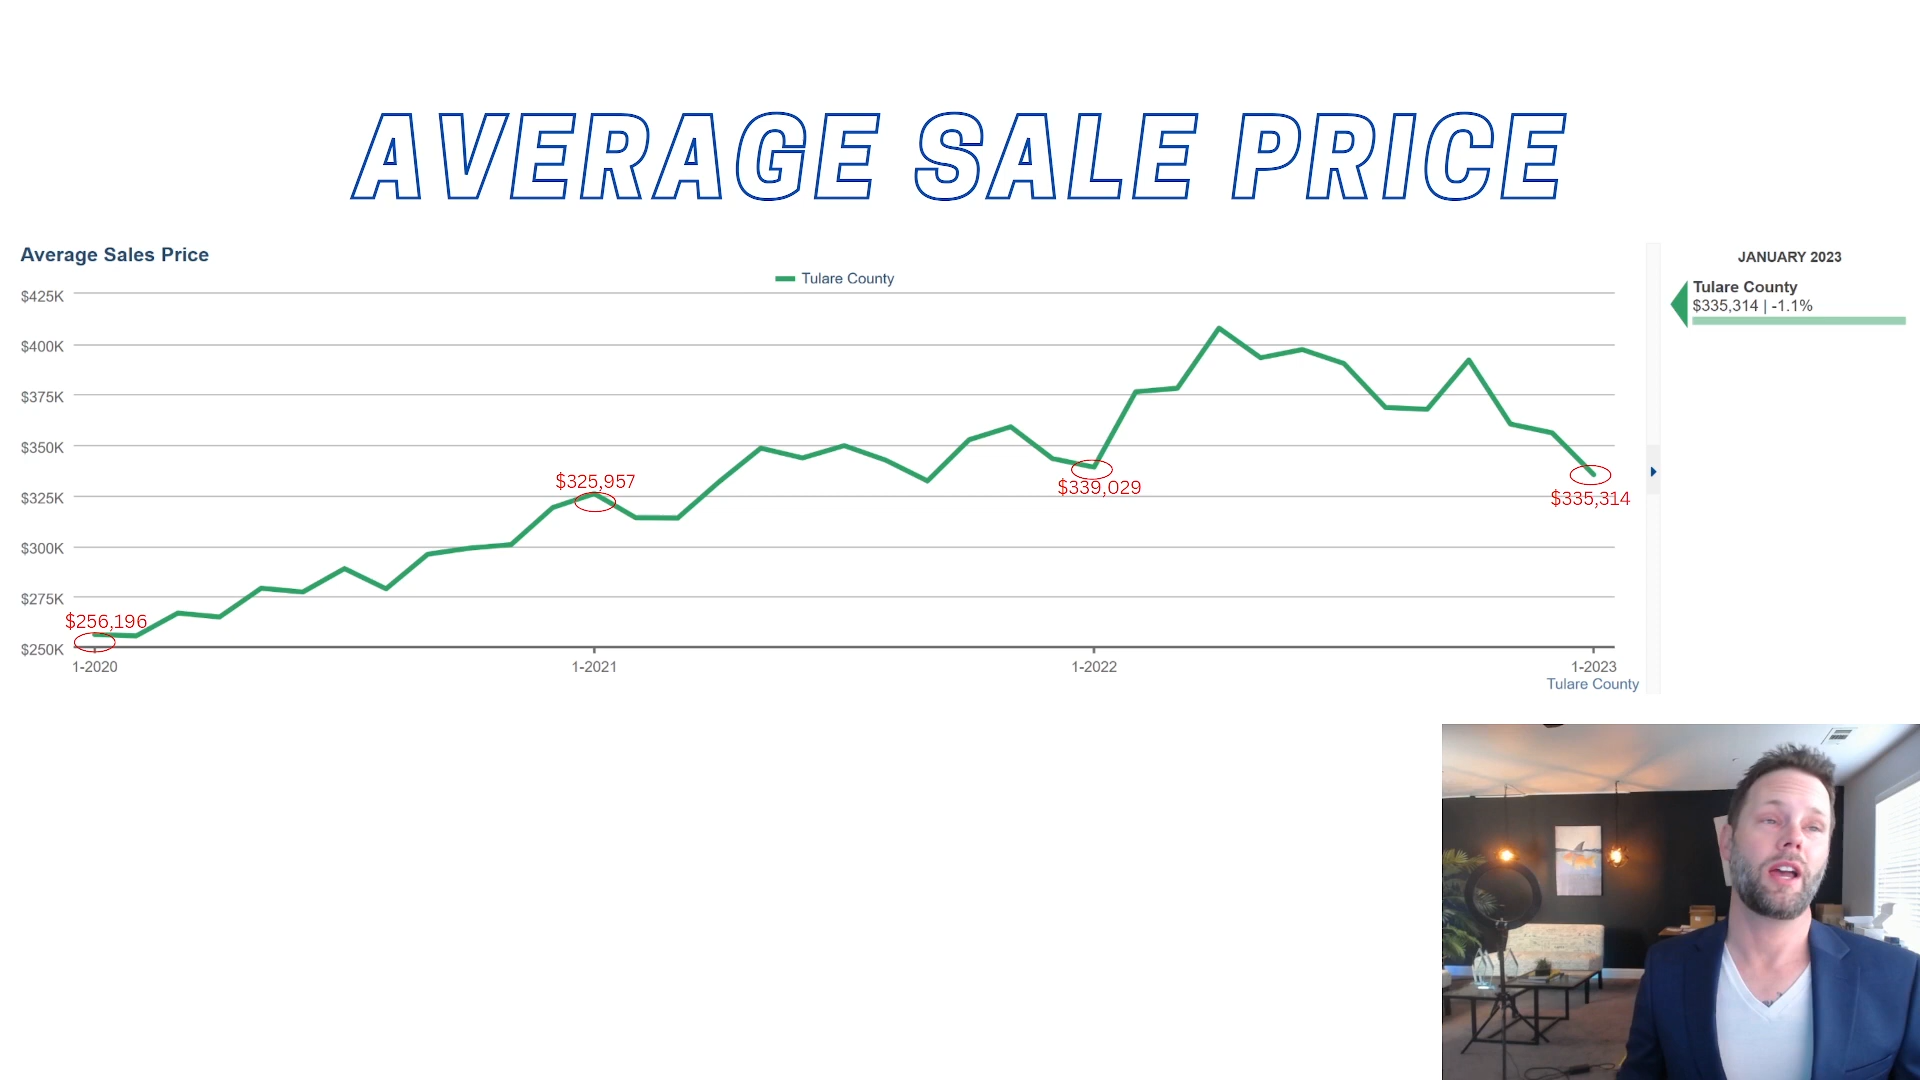 AVERAGE SALE PRICE
Average Sales Price
Tulare County
JANUARY 2023
Tulare County
$335,314 | -1.1%
$425K
$400K
$375K
$350K
$325K
$300K
$275K
$250K
$256,196
$325,957
$339,029
$335,314
1-2020
1-2021
1-2022
1-2023
Tulare County